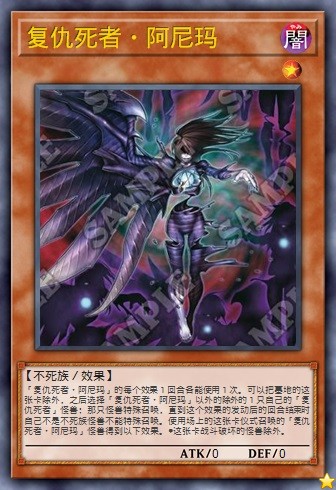 复仇死者·阿尼玛
闇
SAMPLE
SAMPLE
SAMPLE
【不死族／效果】
「复仇死者·阿尼玛」的每个效果1回合各能使用1次。可以把墓地的这
张卡除外，之后选择「复仇死者·阿尼玛」以外的除外的1只自己的「复
仇死者」怪兽；那只怪兽特殊召唤，直到这个效果的发动后的回合结束时
自己不是不死族怪兽不能特殊召唤。使用场上的这张卡仪式召唤的「复仇
死者」怪兽得到以下效果。●这张卡战斗破坏的怪兽除外。
ATK/0 DEF/0